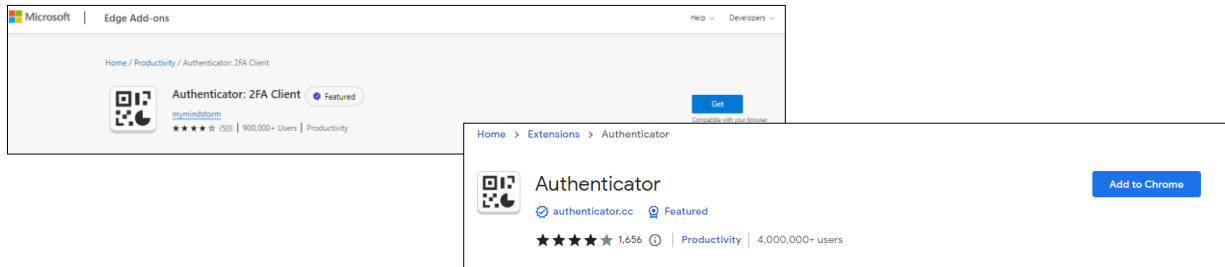 Microsoft | Edge Add-ons Help Developers
Home / Productivity / Authenticator: 2FA Client
Authenticator: 2FA Client Featured
mymindstorm
(50) | 900,000+ Users | Productivity
Get
Compatible with your browser
Home > Extensions > Authenticator
Authenticator
authenticator.cc Featured
1,656 | Productivity | 4,000,000+ users
Add to Chrome